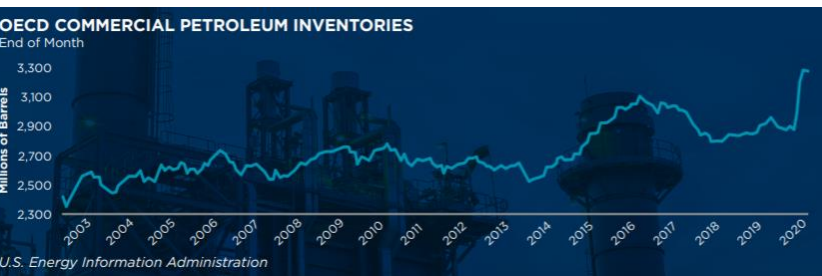 OECD COMMERCIAL PETROLEUM INVENTORIES
End of Month
Millions of Barrels
3,300
3,100
2,900
2,700
2,500
2,300
2003 2004 2005 2006 2007 2008 2009 2010 2011 2012 2013 2014 2015 2016 2017 2018 2019 2020
U.S. Energy Information Administration